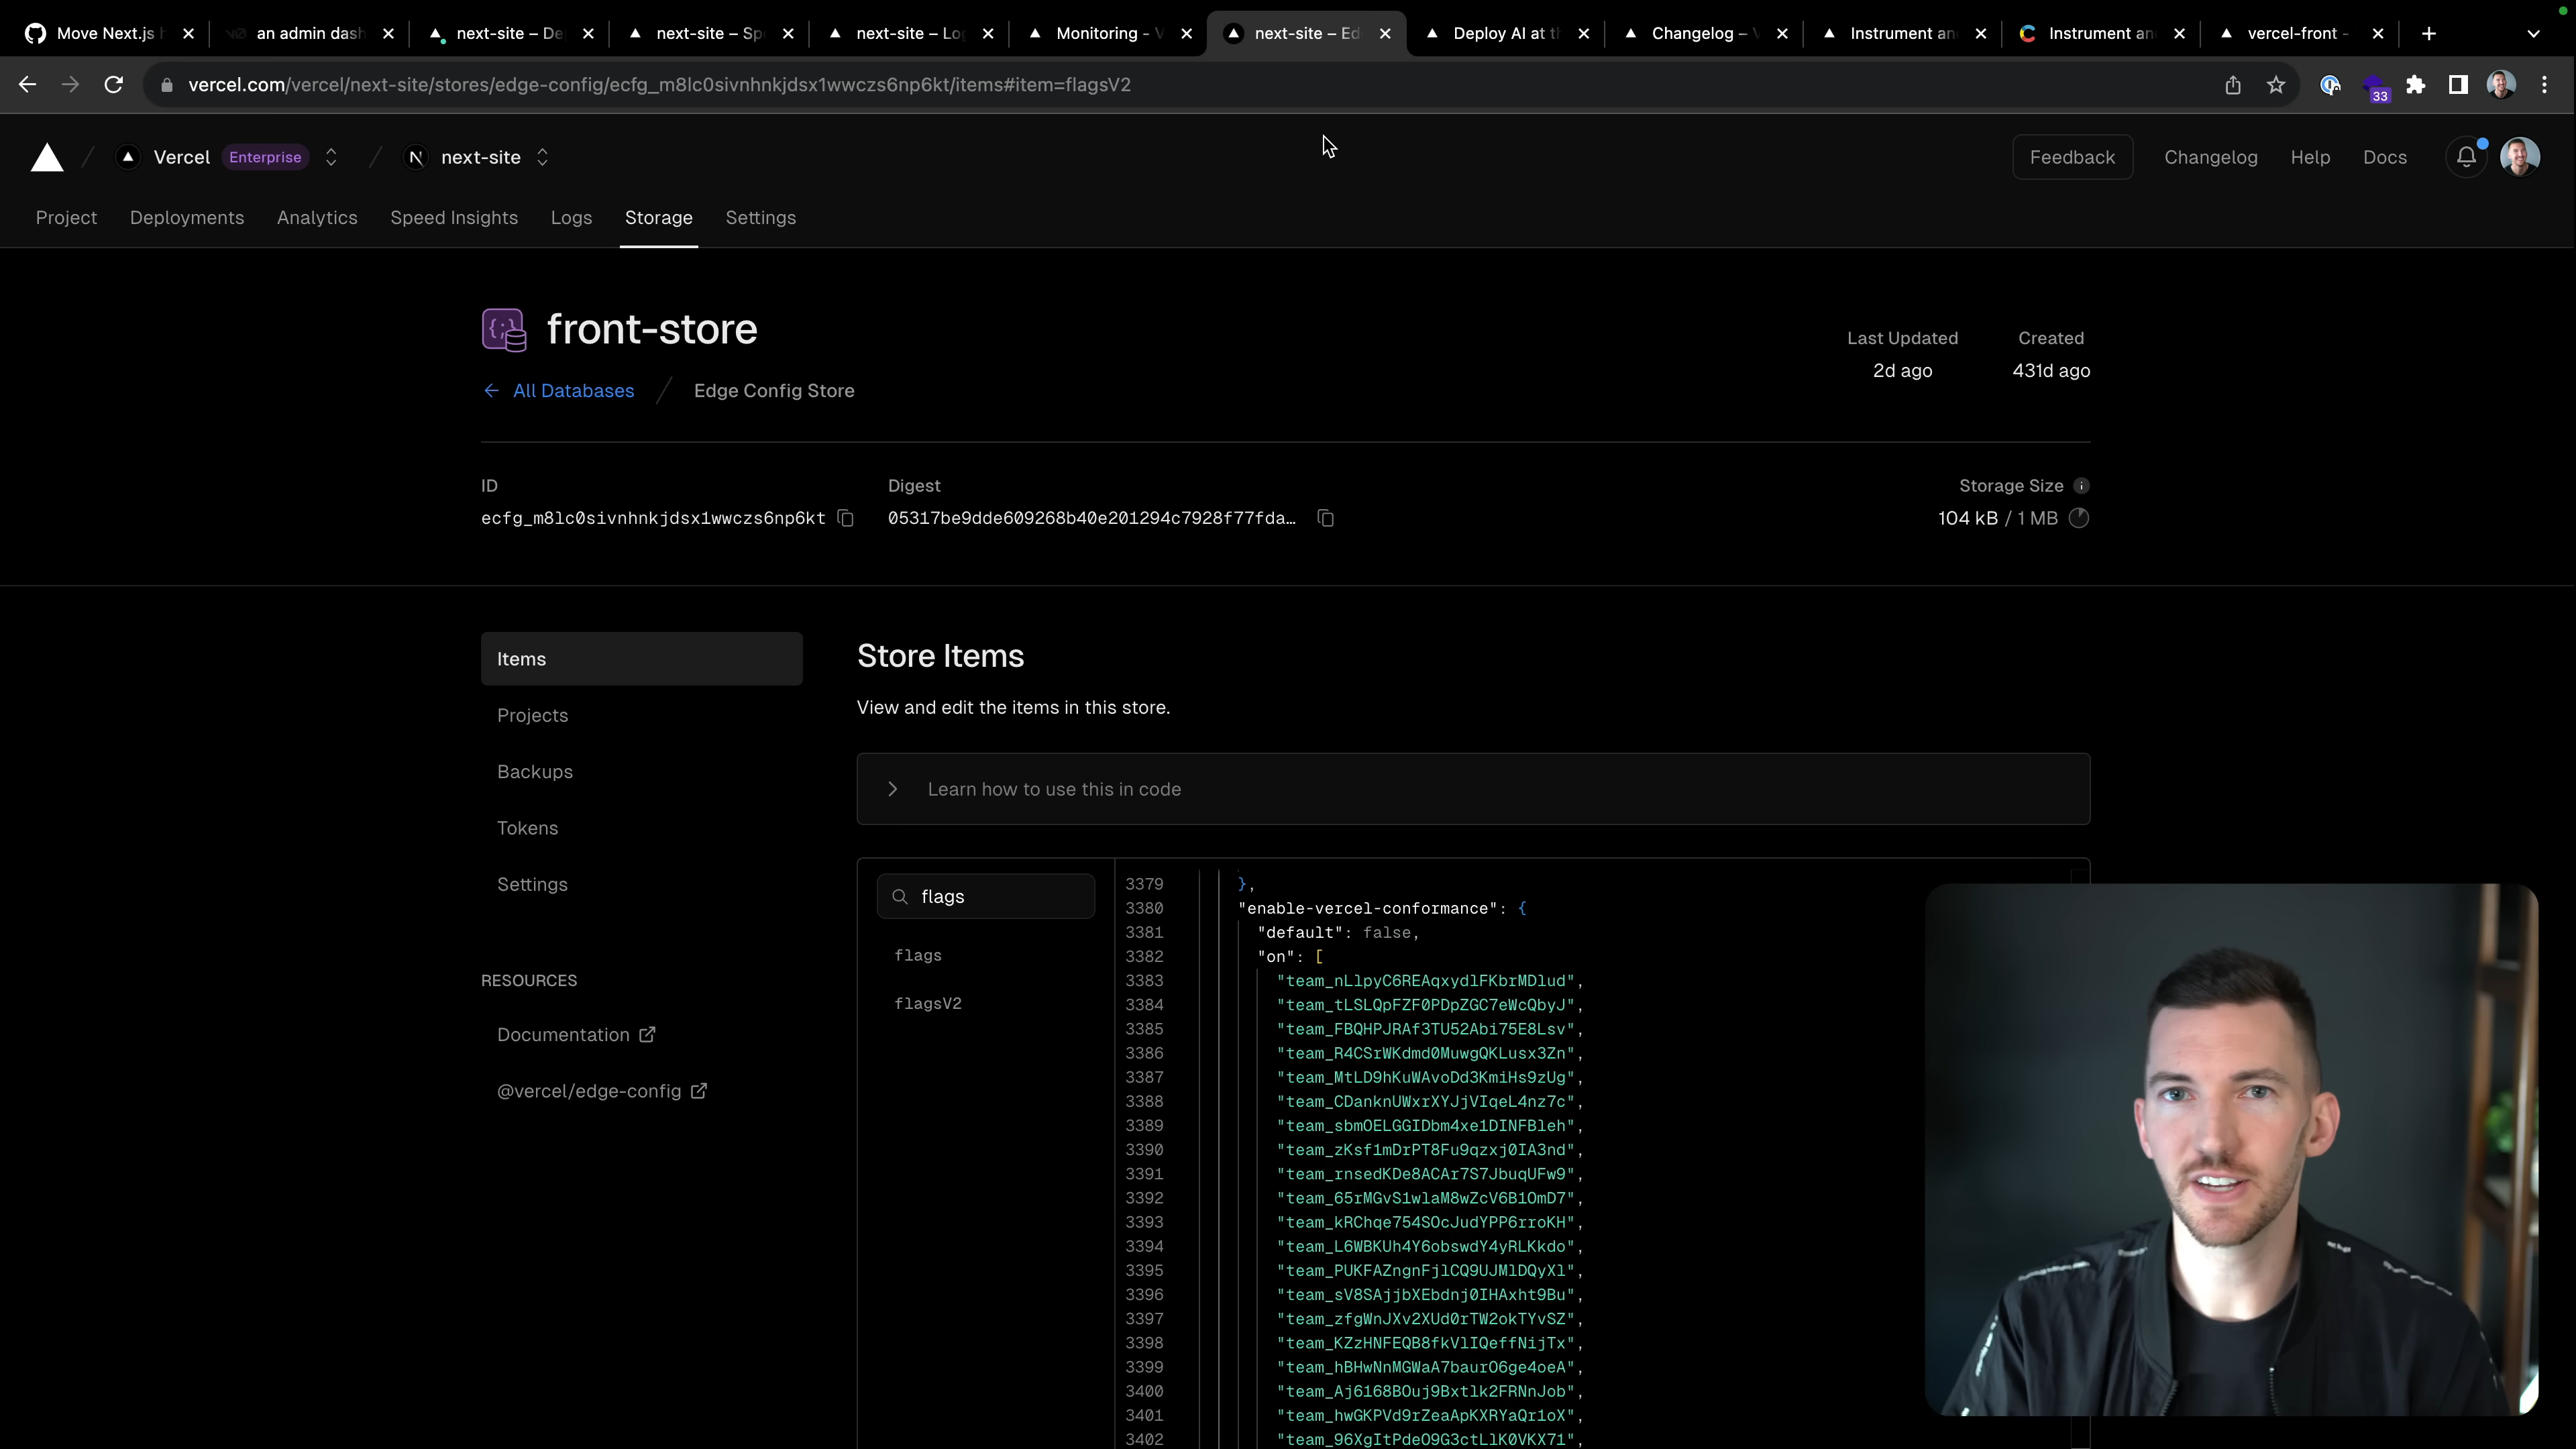 Move Next.js h
an admin dash
next-site – De
next-site – Sp
next-site – Lo
Monitoring - V
next-site – Ed
Deploy AI at th
Changelog – V
Instrument an
Instrument an
vercel-front -
vercel.com/vercel/next-site/stores/edge-config/ecfg_m8lc0sivnhnkjdsx1wwczs6np6kt/items#item=flagsV2
33
Vercel Enterprise
next-site
Feedback
Changelog
Help
Docs
Project
Deployments
Analytics
Speed Insights
Logs
Storage
Settings
front-store
All Databases / Edge Config Store
Last Updated
2d ago
Created
431d ago
ID
ecfg_m8lc0sivnhnkjdsx1wwczs6np6kt
Digest
05317be9dde609268b40e201294c7928f77fda…
Storage Size
104 kB / 1 MB
Items
Projects
Backups
Tokens
Settings
RESOURCES
Documentation
@vercel/edge-config
Store Items
View and edit the items in this store.
Learn how to use this in code
flags
flags
flagsV2
3379 },
3380 "enable-vercel-conformance": {
3381 "default": false,
3382 "on": [
3383 "team_nLlpyC6REAqxydlFKbrMDlud",
3384 "team_tLSLQpFZF0PDpZGC7eWcQbyJ",
3385 "team_FBQHPJRAf3TU52Abi75E8Lsv",
3386 "team_R4CSrWKdmd0MuwgQKLusx3Zn",
3387 "team_MtLD9hKuWAvoDd3KmiHs9zUg",
3388 "team_CDanknUWxrXYJjVIqeL4nz7c",
3389 "team_sbmOELGGIDbm4xe1DINFBleh",
3390 "team_zKsf1mDrPT8Fu9qzxj0IA3nd",
3391 "team_rnsedKDe8ACAr7S7JbuqUFw9",
3392 "team_65rMGvS1wlaM8wZcV6B1OmD7",
3393 "team_kRChqe754SOcJudYPP6rroKH",
3394 "team_L6WBKUh4Y6obswdY4yRLKkdo",
3395 "team_PUKFAZngnFjlCQ9UJMlDQyXl",
3396 "team_sV8SAjjbXEbdnj0IHAxht9Bu",
3397 "team_zfgWnJXv2XUd0rTW2okTYvSZ",
3398 "team_KZzHNFEQB8fkVlIQeffNijTx",
3399 "team_hBHwNnMGWaA7baurO6ge4oeA",
3400 "team_Aj6168BOuj9Bxtlk2FRNnJob",
3401 "team_hwGKPVd9rZeaApKXRYaQr1oX",
3402 "team_96XgItPdeO9G3ctLlK0VKX71",